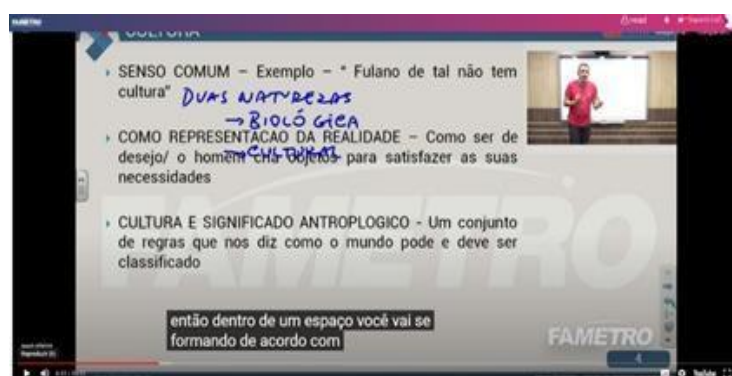 FAMETRO
CULTURA
SENSO COMUM – Exemplo – " Fulano de tal não tem
cultura"
DUAS NATUREZAS
→ BIOLÓGICA
COMO REPRESENTACAO DA REALIDADE – Como ser de
→ CULTURAL
desejo/ o homem cria objetos para satisfazer as suas
necessidades
CULTURA E SIGNIFICADO ANTROPLOGICO - Um conjunto
de regras que nos diz como o mundo pode e deve ser
classificado
FAMETRO
então dentro de um espaço você vai se
formando de acordo com
FAMETRO
4
YouTube